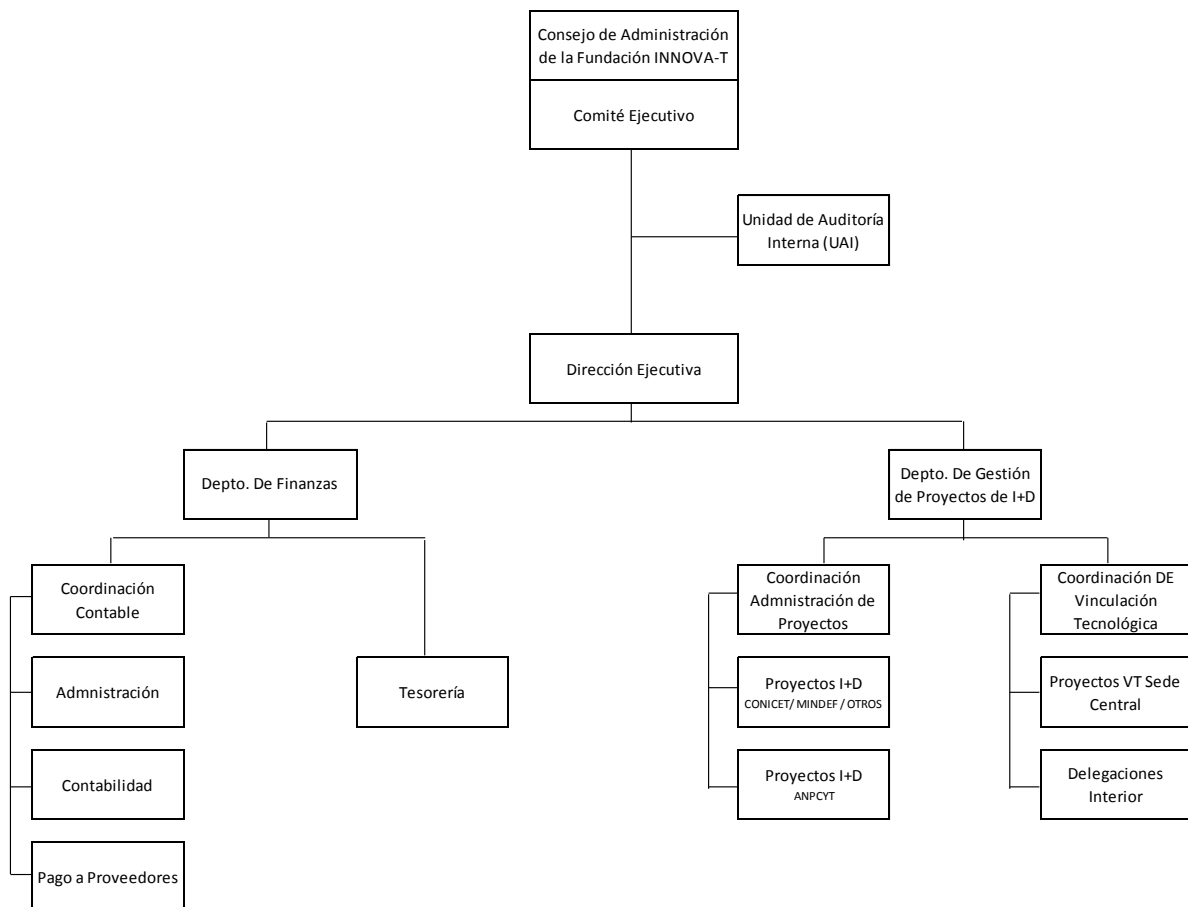 Consejo de Administración
de la Fundación INNOVA-T
Comité Ejecutivo
Unidad de Auditoría
Interna (UAI)
Dirección Ejecutiva
Depto. De Finanzas
Depto. De Gestión
de Proyectos de I+D
Coordinación
Contable
Coordinación
Admnistración de
Proyectos
Coordinación DE
Vinculación
Tecnológica
Admnistración
Tesorería
Proyectos I+D
CONICET/ MINDEF / OTROS
Proyectos VT Sede
Central
Contabilidad
Proyectos I+D
ANPCYT
Delegaciones
Interior
Pago a Proveedores